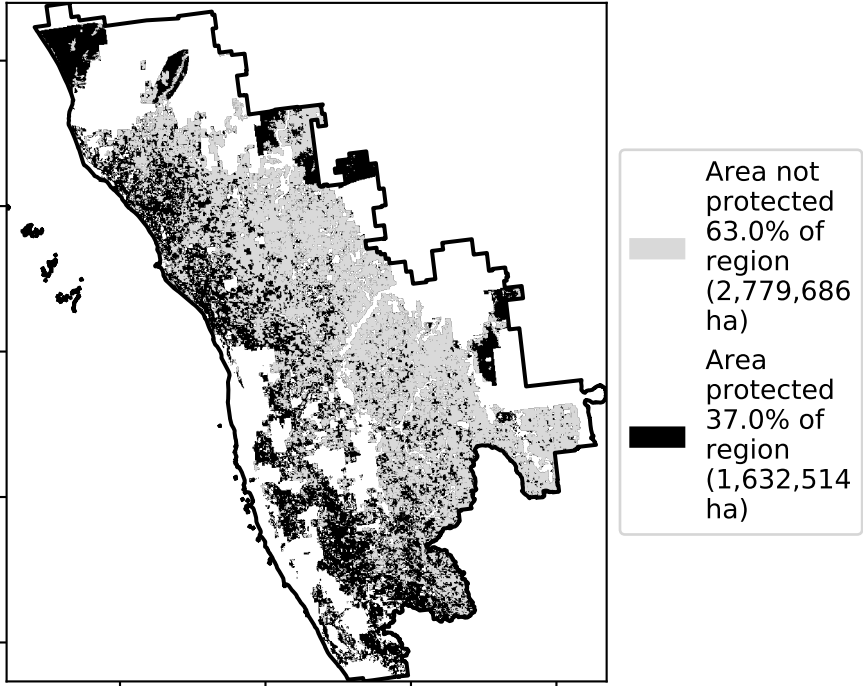 Area not
protected
63.0% of
region
(2,779,686
ha)
Area
protected
37.0% of
region
(1,632,514
ha)